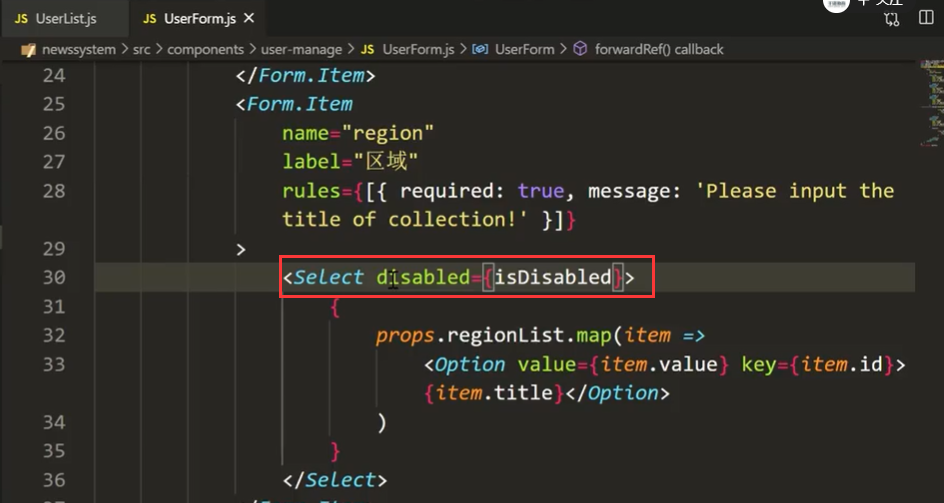 JS UserList.js JS UserForm.js ×
newssystem > src > components > user-manage > JS UserForm.js > UserForm > forwardRef() callback
24 </Form.Item>
25 <Form.Item
26 name="region"
27 label="区域"
28 rules={[{ required: true, message: 'Please input the
title of collection!' }]}
29 >
30 <Select disabled={isDisabled}>
31 {
32 props.regionList.map(item =>
33 <Option value={item.value} key={item.id}>
{item.title}</Option>
34 )
35 }
36 </Select>